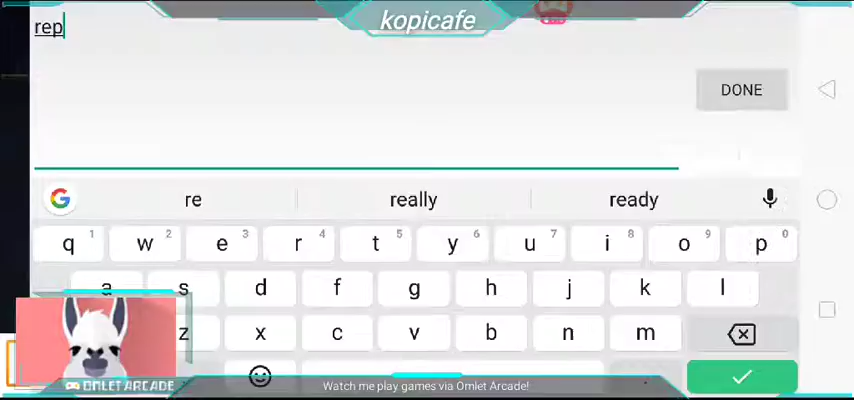 kopicafe
rep
DONE
G re really ready
q 1 w 2 e 3 r 4 t 5 y 6 u 7 i 8 o 9 p 0
a s d f g h j k l
z x c v b n m
OMLET ARCADE
Watch me play games via Omlet Arcade!